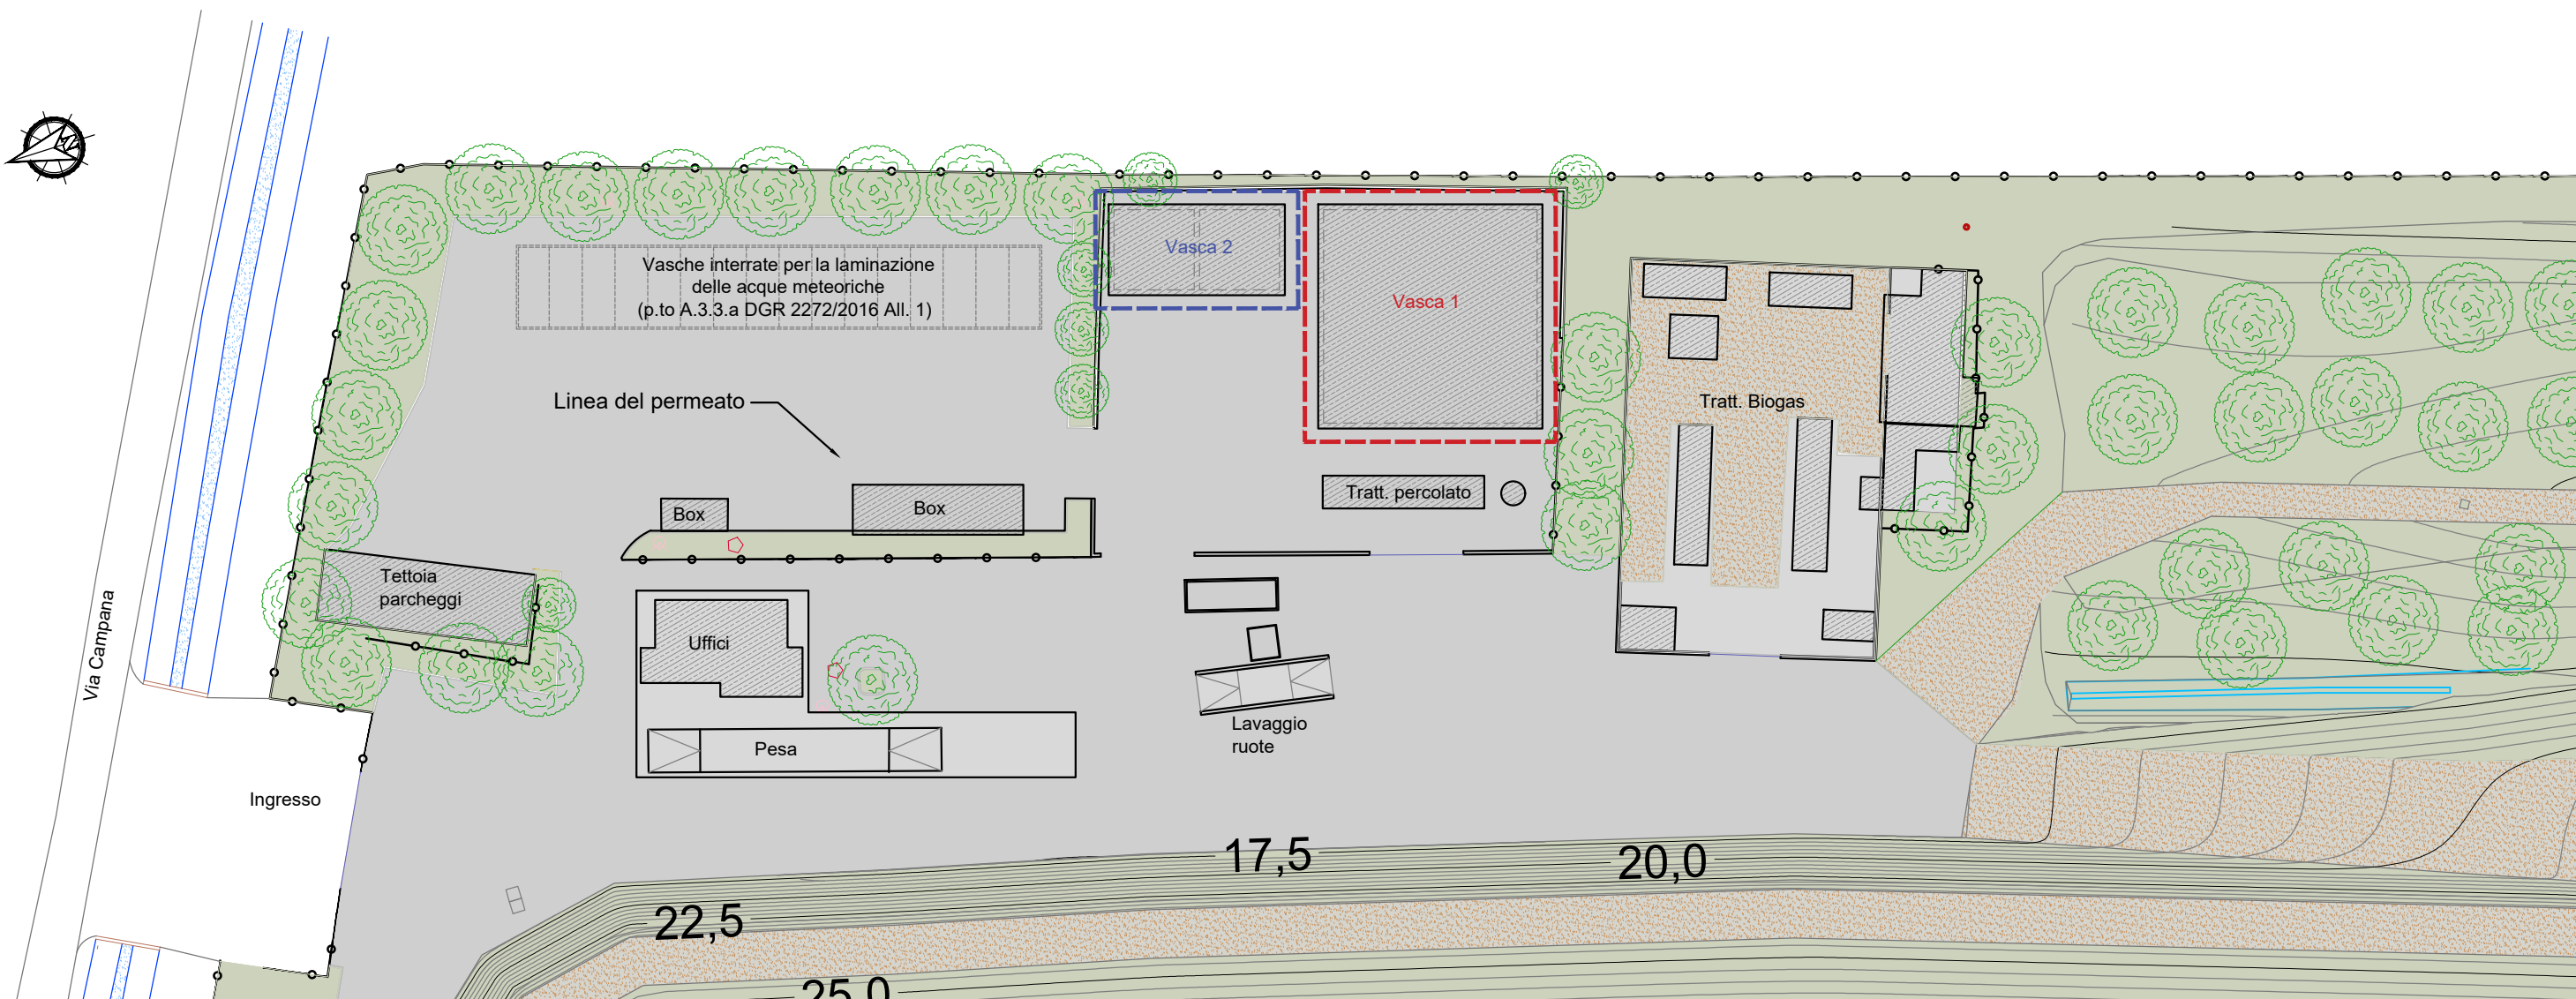 Vasche interrate per la laminazione
delle acque meteoriche
(p.to A.3.3.a DGR 2272/2016 All. 1)
Vasca 2
Vasca 1
Linea del permeato
Tratt. Biogas
Box
Box
Tratt. percolato
Tettoia
parcheggi
Via Campana
Uffici
Lavaggio
ruote
Pesa
Ingresso
17,5
20,0
22,5
25,0